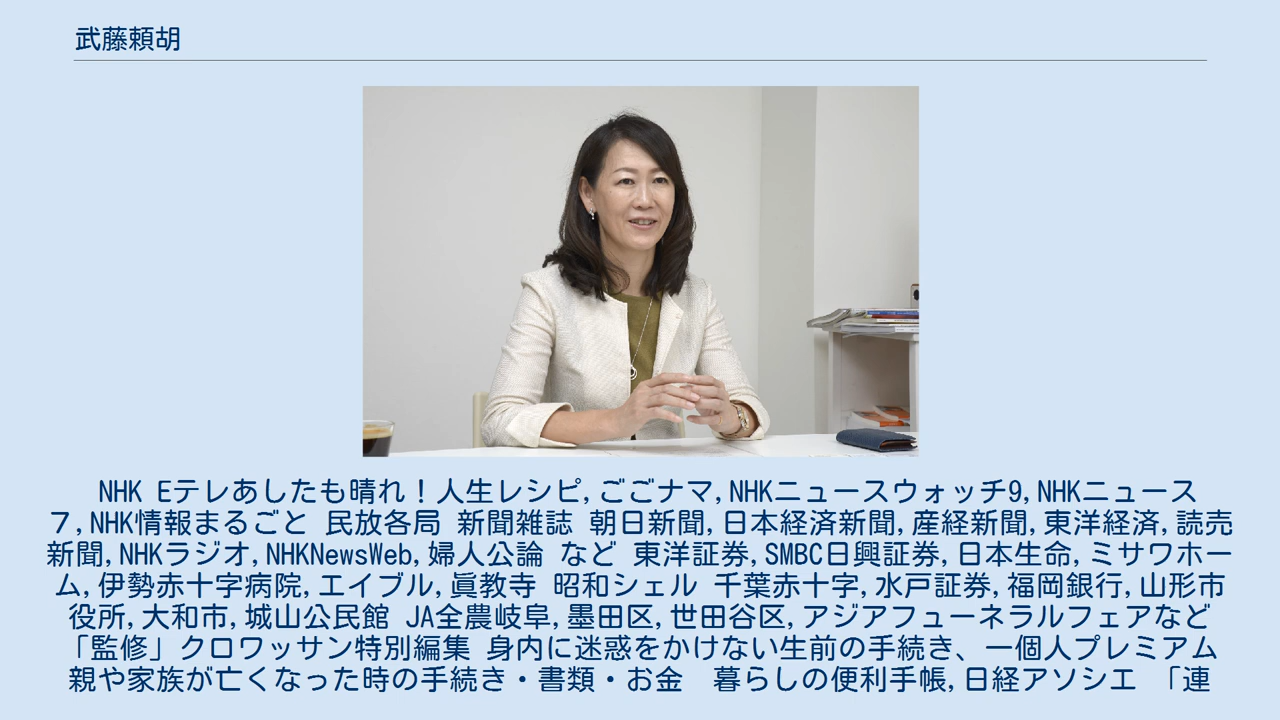 武藤頼胡
NHK Eテレあしたも晴れ！人生レシピ,ごごナマ,NHKニュースウォッチ9,NHKニュース
７,NHK情報まるごと 民放各局 新聞雑誌 朝日新聞,日本経済新聞,産経新聞,東洋経済,読売
新聞,NHKラジオ,NHKNewsWeb,婦人公論 など 東洋証券,SMBC日興証券,日本生命,ミサワホー
ム,伊勢赤十字病院,エイブル,眞教寺 昭和シェル 千葉赤十字,水戸証券,福岡銀行,山形市
役所,大和市,城山公民館 JA全農岐阜,墨田区,世田谷区,アジアフューネラルフェアなど
「監修」クロワッサン特別編集 身内に迷惑をかけない生前の手続き、一個人プレミアム
親や家族が亡くなった時の手続き・書類・お金　暮らしの便利手帳,日経アソシエ 「連